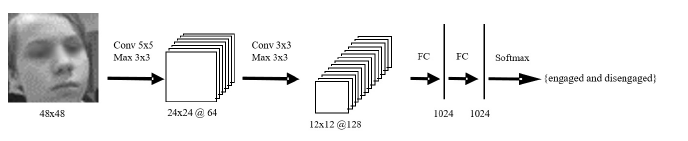 Conv 5x5
Max 3x3
Conv 3x3
Max 3x3
FC
FC
Softmax
{engaged and disengaged}
48x48
24x24 @ 64
12x12 @128
1024
1024